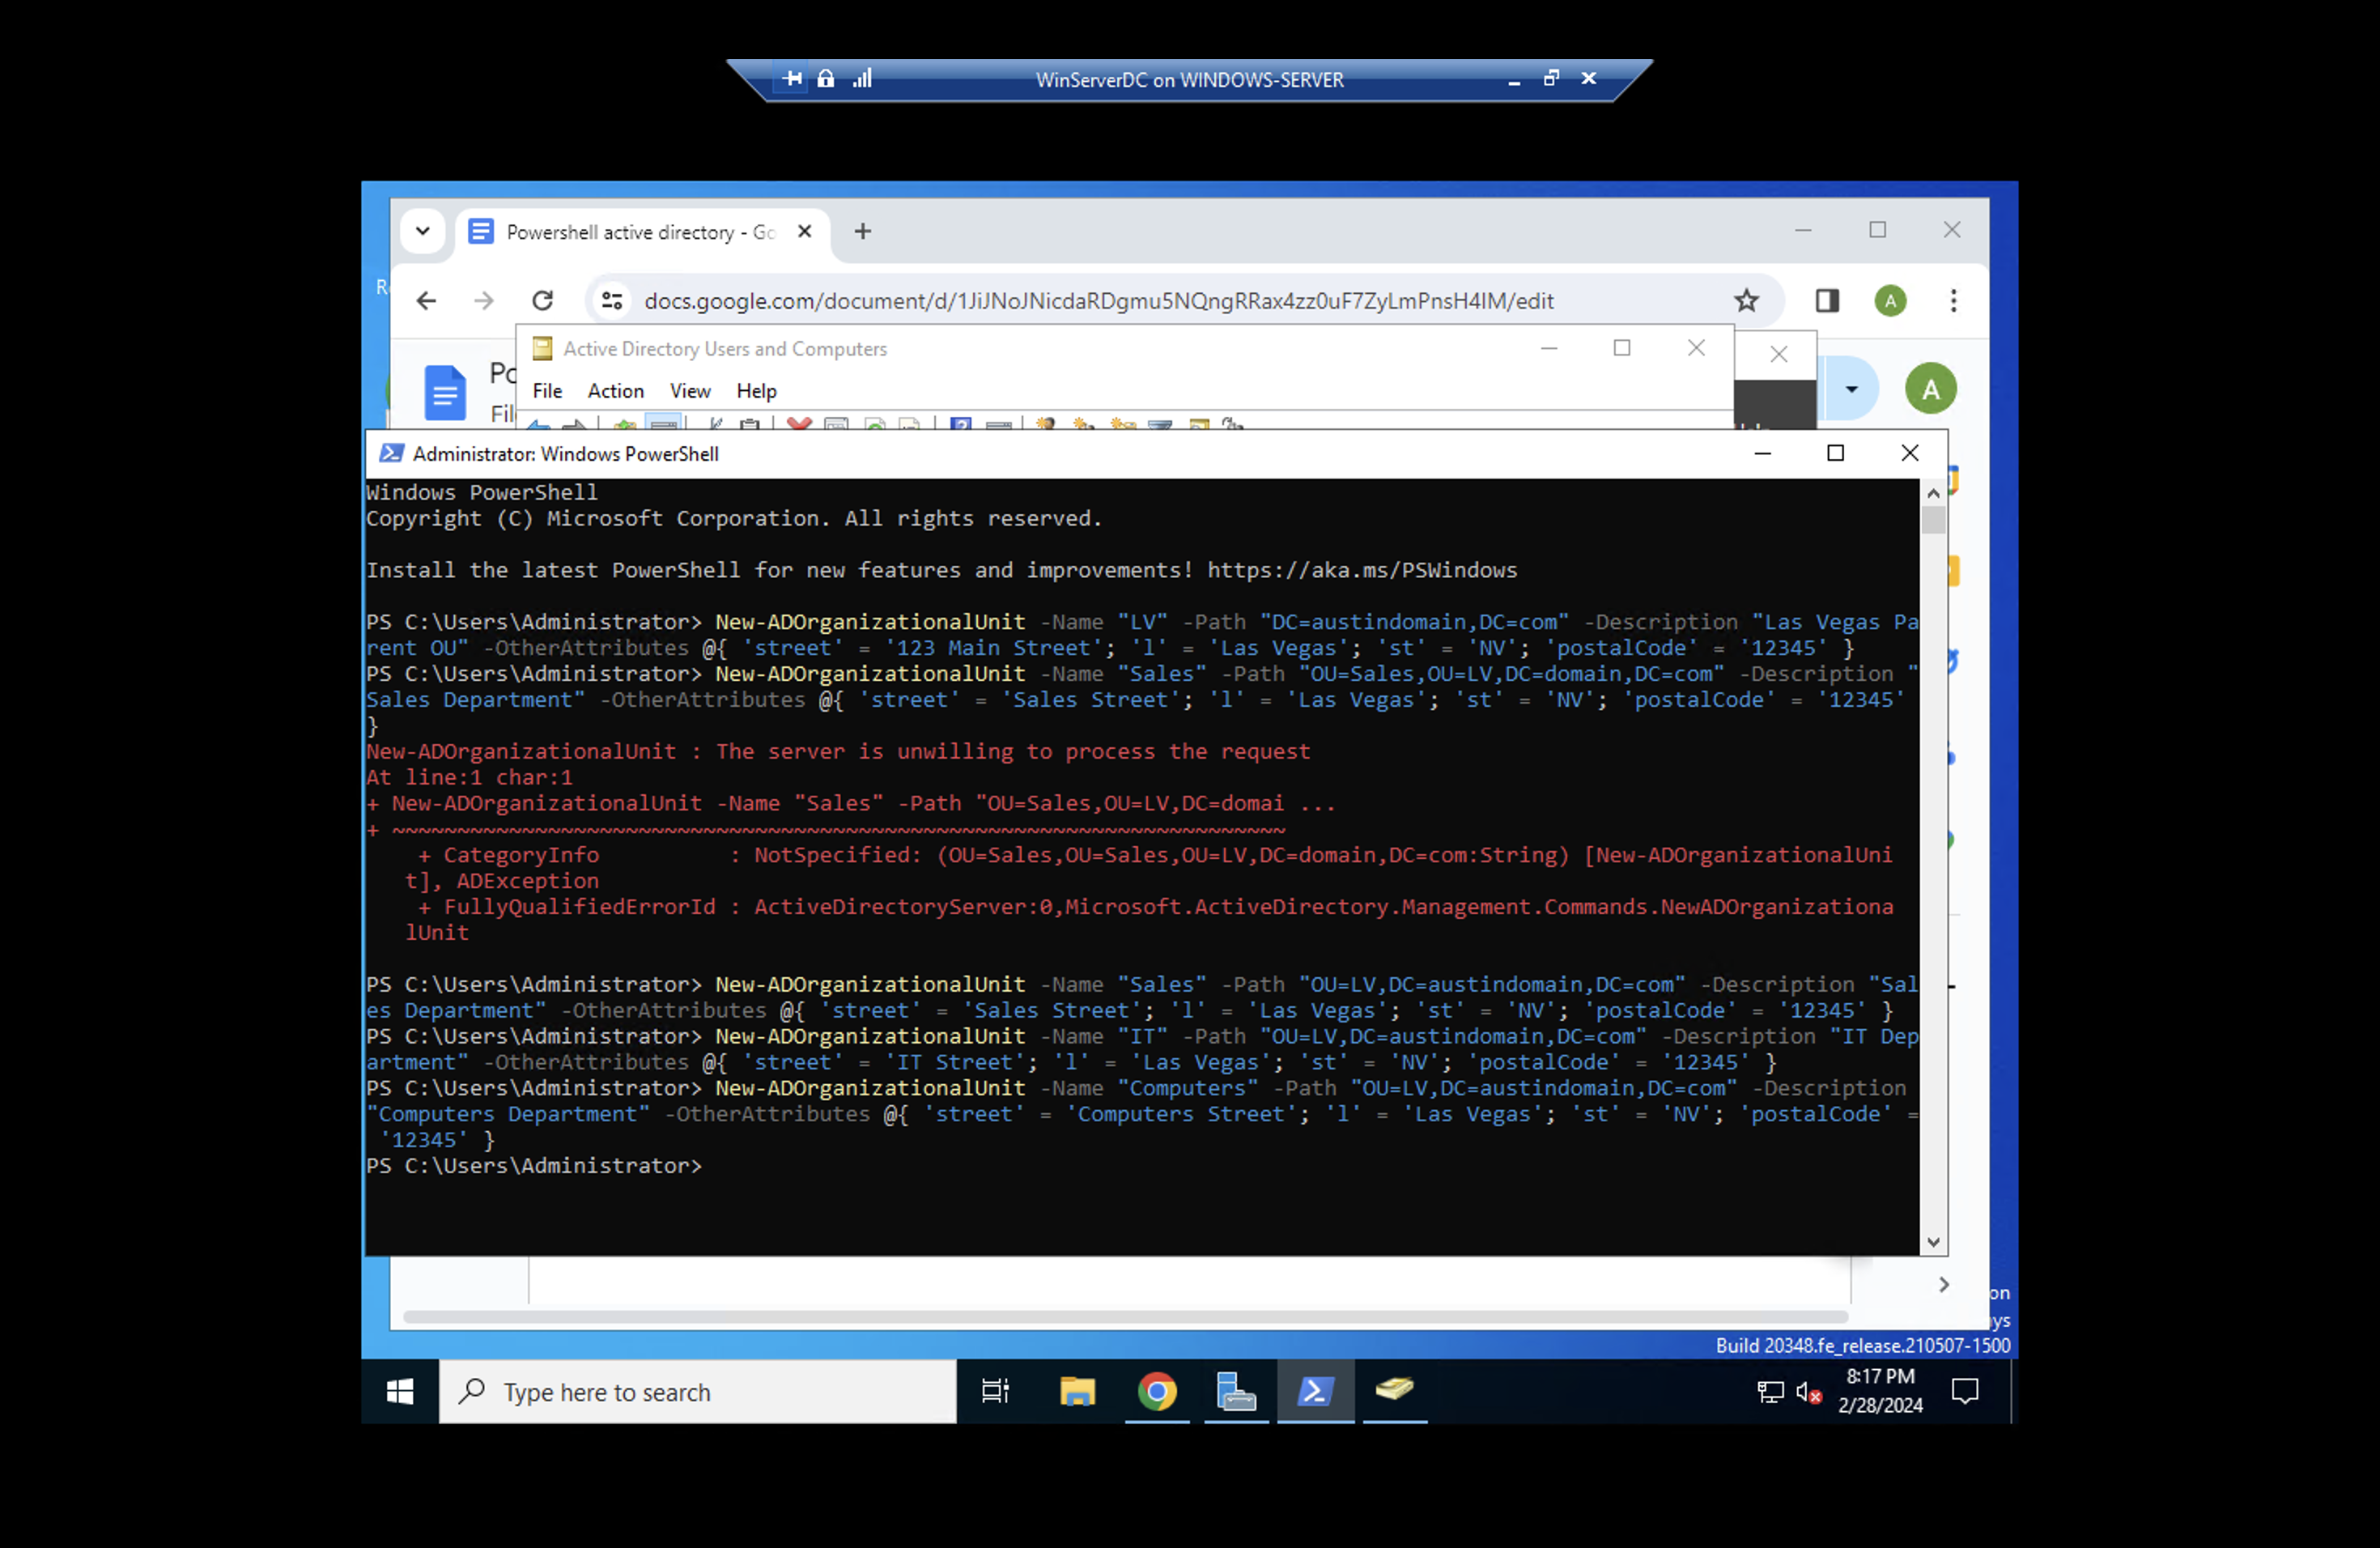 WinServerDC on WINDOWS-SERVER
Powershell active directory - Go
docs.google.com/document/d/1JiJNoJNicdaRDgmu5NQngRRax4zz0uF7ZyLmPnsH4IM/edit
A
Active Directory Users and Computers
File Action View Help
A
Administrator: Windows PowerShell
Windows PowerShell
Copyright (C) Microsoft Corporation. All rights reserved.
Install the latest PowerShell for new features and improvements! https://aka.ms/PSWindows
PS C:\Users\Administrator> New-ADOrganizationalUnit -Name "LV" -Path "DC=austindomain,DC=com" -Description "Las Vegas Pa
rent OU" -OtherAttributes @{ 'street' = '123 Main Street'; 'l' = 'Las Vegas'; 'st' = 'NV'; 'postalCode' = '12345' }
PS C:\Users\Administrator> New-ADOrganizationalUnit -Name "Sales" -Path "OU=Sales,OU=LV,DC=domain,DC=com" -Description "
Sales Department" -OtherAttributes @{ 'street' = 'Sales Street'; 'l' = 'Las Vegas'; 'st' = 'NV'; 'postalCode' = '12345'
}
New-ADOrganizationalUnit : The server is unwilling to process the request
At line:1 char:1
+ New-ADOrganizationalUnit -Name "Sales" -Path "OU=Sales,OU=LV,DC=domai ...
+ ~~~~~~~~~~~~~~~~~~~~~~~~~~~~~~~~~~~~~~~~~~~~~~~~~~~~~~~~~~~~~~~~~~~~~
+ CategoryInfo : NotSpecified: (OU=Sales,OU=Sales,OU=LV,DC=domain,DC=com:String) [New-ADOrganizationalUni
t], ADException
+ FullyQualifiedErrorId : ActiveDirectoryServer:0,Microsoft.ActiveDirectory.Management.Commands.NewADOrganizationa
lUnit
PS C:\Users\Administrator> New-ADOrganizationalUnit -Name "Sales" -Path "OU=LV,DC=austindomain,DC=com" -Description "Sal
es Department" -OtherAttributes @{ 'street' = 'Sales Street'; 'l' = 'Las Vegas'; 'st' = 'NV'; 'postalCode' = '12345' }
PS C:\Users\Administrator> New-ADOrganizationalUnit -Name "IT" -Path "OU=LV,DC=austindomain,DC=com" -Description "IT Dep
artment" -OtherAttributes @{ 'street' = 'IT Street'; 'l' = 'Las Vegas'; 'st' = 'NV'; 'postalCode' = '12345' }
PS C:\Users\Administrator> New-ADOrganizationalUnit -Name "Computers" -Path "OU=LV,DC=austindomain,DC=com" -Description
"Computers Department" -OtherAttributes @{ 'street' = 'Computers Street'; 'l' = 'Las Vegas'; 'st' = 'NV'; 'postalCode' =
'12345' }
PS C:\Users\Administrator>
on
Build 20348.fe_release.210507-1500
Type here to search
8:17 PM
2/28/2024